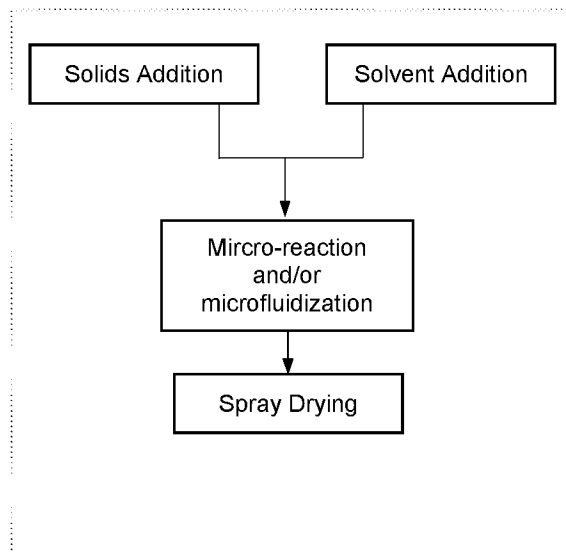 Solids Addition
Solvent Addition
Mircro-reaction
and/or
microfluidization
Spray Drying